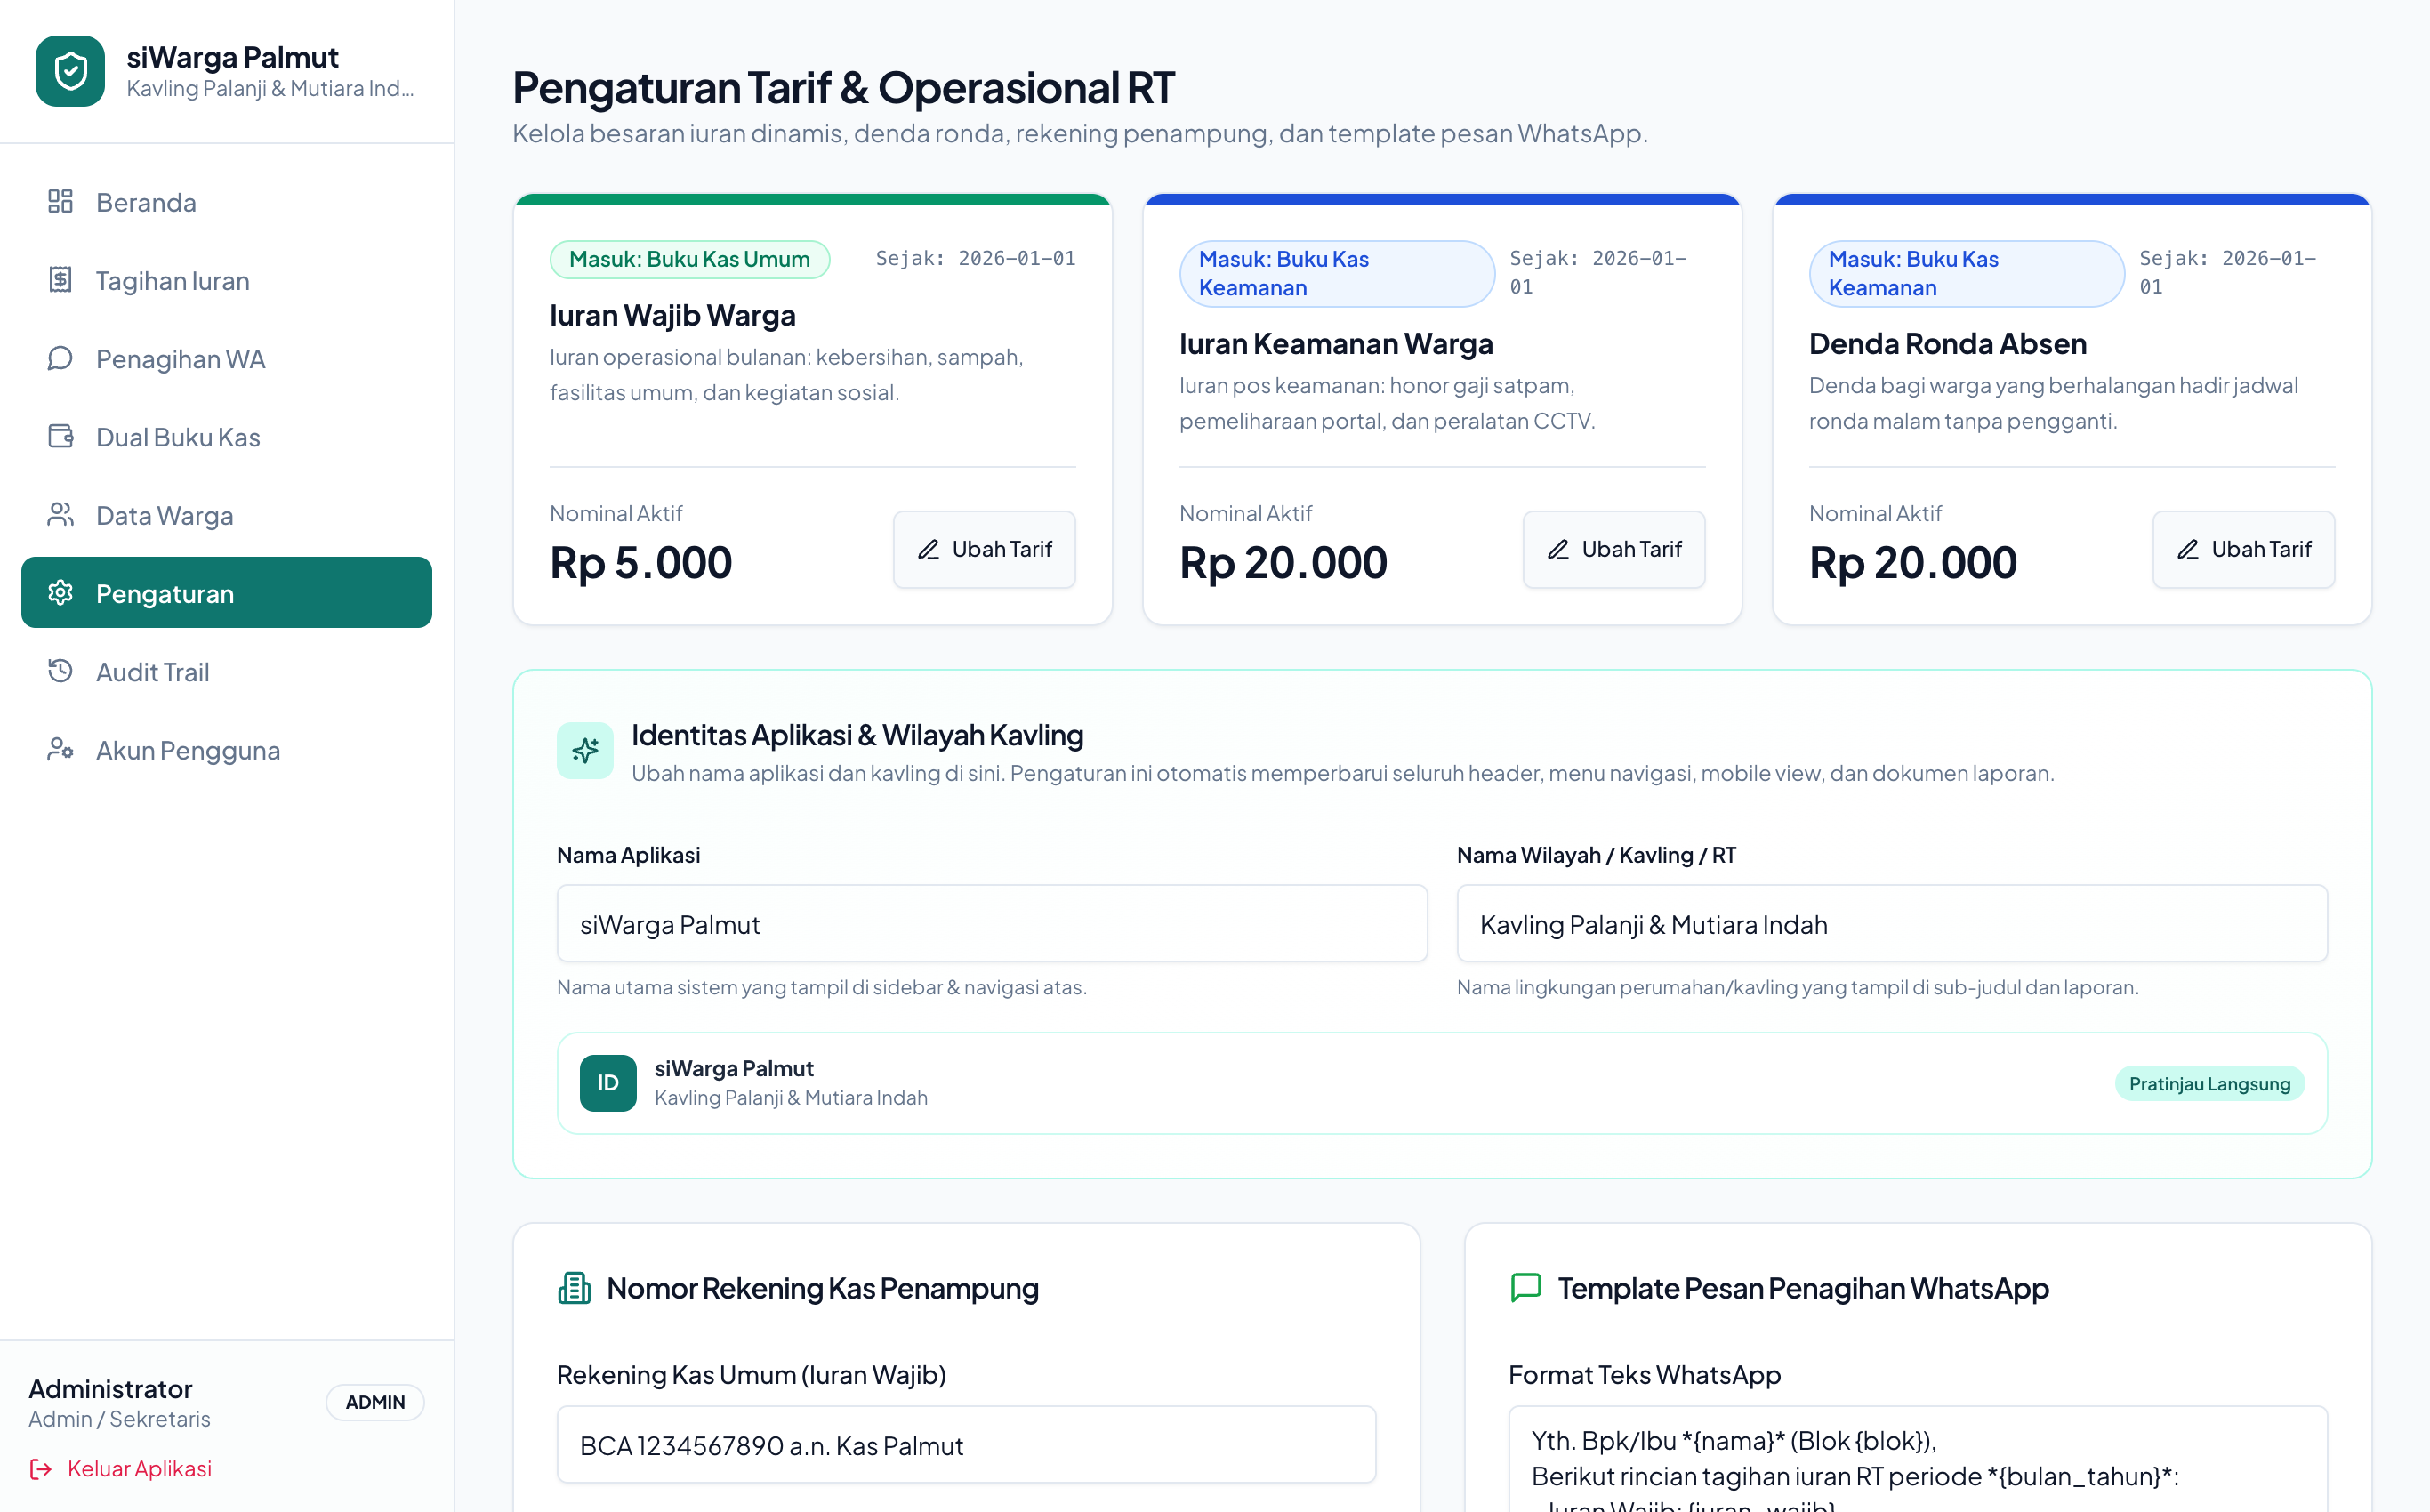 siWarga Palmut
Kavling Palanji & Mutiara Ind...
Beranda
Tagihan Iuran
Penagihan WA
Dual Buku Kas
Data Warga
Pengaturan
Audit Trail
Akun Pengguna
Administrator
Admin / Sekretaris
ADMIN
Keluar Aplikasi
Pengaturan Tarif & Operasional RT
Kelola besaran iuran dinamis, denda ronda, rekening penampung, dan template pesan WhatsApp.
Masuk: Buku Kas Umum
Sejak: 2026-01-01
Iuran Wajib Warga
Iuran operasional bulanan: kebersihan, sampah,
fasilitas umum, dan kegiatan sosial.
Nominal Aktif
Rp 5.000
Ubah Tarif
Masuk: Buku Kas
Keamanan
Sejak: 2026-01-
01
Iuran Keamanan Warga
Iuran pos keamanan: honor gaji satpam,
pemeliharaan portal, dan peralatan CCTV.
Nominal Aktif
Rp 20.000
Ubah Tarif
Masuk: Buku Kas
Keamanan
Sejak: 2026-01-
01
Denda Ronda Absen
Denda bagi warga yang berhalangan hadir jadwal
ronda malam tanpa pengganti.
Nominal Aktif
Rp 20.000
Ubah Tarif
Identitas Aplikasi & Wilayah Kavling
Ubah nama aplikasi dan kavling di sini. Pengaturan ini otomatis memperbarui seluruh header, menu navigasi, mobile view, dan dokumen laporan.
Nama Aplikasi
siWarga Palmut
Nama utama sistem yang tampil di sidebar & navigasi atas.
Nama Wilayah / Kavling / RT
Kavling Palanji & Mutiara Indah
Nama lingkungan perumahan/kavling yang tampil di sub-judul dan laporan.
ID
siWarga Palmut
Kavling Palanji & Mutiara Indah
Pratinjau Langsung
Nomor Rekening Kas Penampung
Rekening Kas Umum (Iuran Wajib)
BCA 1234567890 a.n. Kas Palmut
Template Pesan Penagihan WhatsApp
Format Teks WhatsApp
Yth. Bpk/Ibu *{nama}* (Blok {blok}),
Berikut rincian tagihan iuran RT periode *{bulan_tahun}*:
- Iuran Wajib: {iuran_wajib}